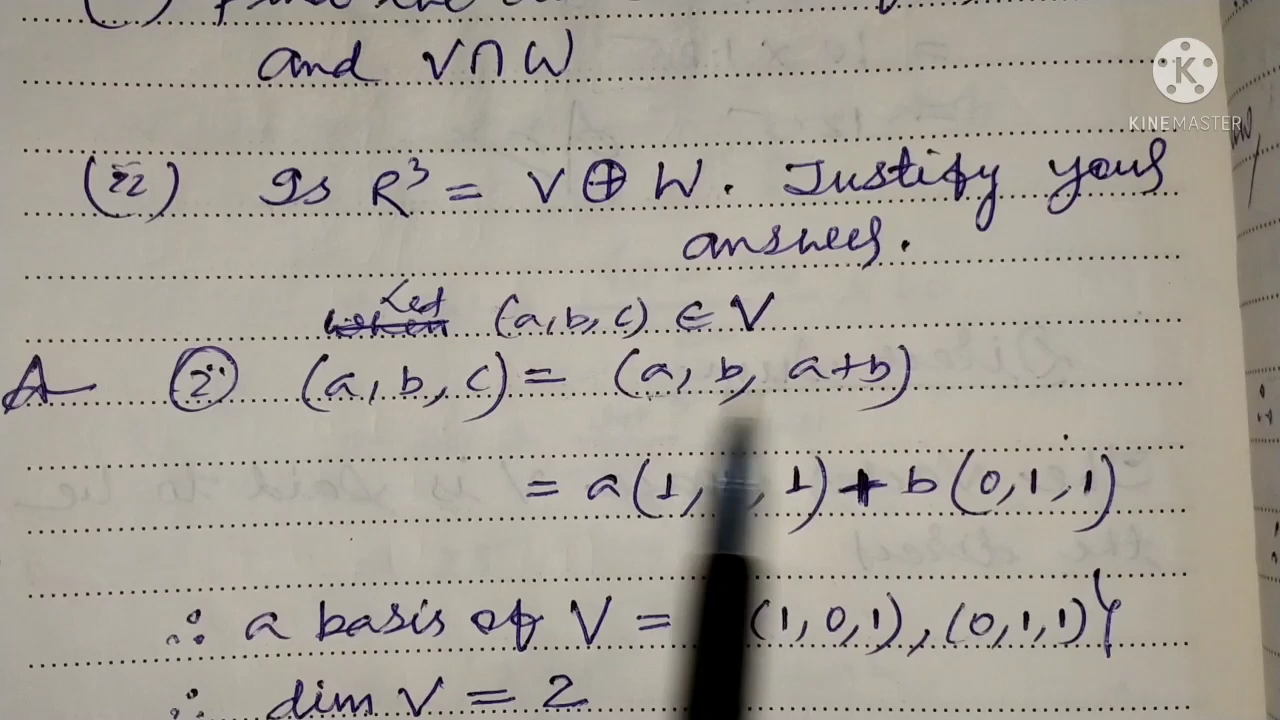 and V∩W
K
KINEMASTER
(ii) Is R³ = V ⊕ W. Justify your
answer.
Let (a,b,c) ∈ V
A (i) (a, b, c) = (a, b, a+b)
= a(1, , 1) + b(0,1,1)
∴ a basis of V = (1,0,1), (0,1,1)}
∴ dim V = 2